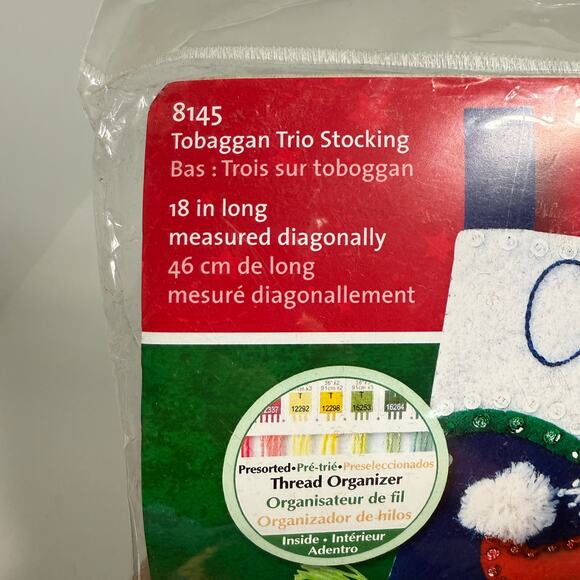 8145
Tobaggan Trio Stocking
Bas : Trois sur toboggan
18 in long
measured diagonally
46 cm de long
mesuré diagonallement
T T
12292 12298 16253 16264
Presorted•Pré-trié•Preseleccionados
Thread Organizer
Organisateur de fil
Organizador de hilos
Inside • Intérieur
Adentro